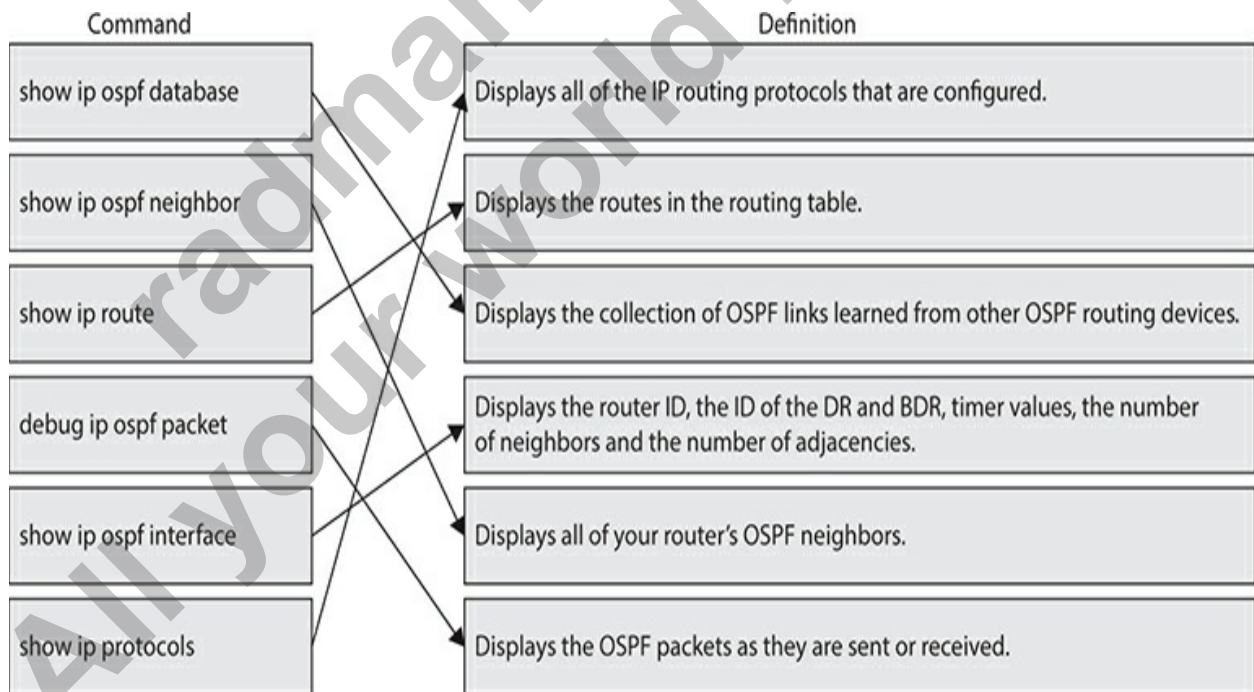 Command
Definition
show ip ospf database
Displays all of the IP routing protocols that are configured.
show ip ospf neighbor
Displays the routes in the routing table.
show ip route
Displays the collection of OSPF links learned from other OSPF routing devices.
debug ip ospf packet
Displays the router ID, the ID of the DR and BDR, timer values, the number
of neighbors and the number of adjacencies.
show ip ospf interface
Displays all of your router's OSPF neighbors.
show ip protocols
Displays the OSPF packets as they are sent or received.
radman
All your world